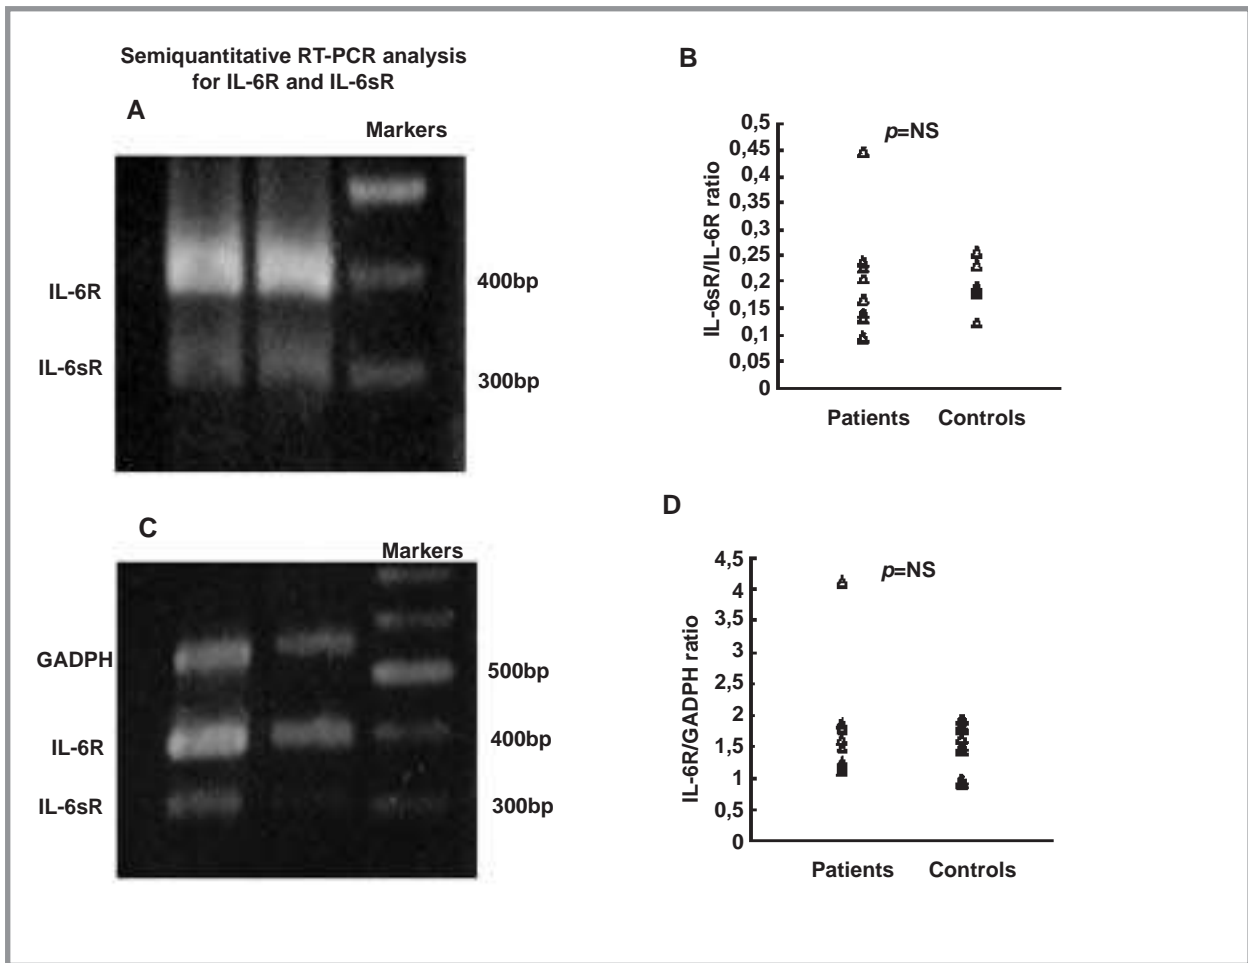 Semiquantitative RT-PCR analysis
for IL-6R and IL-6sR
A
Markers
IL-6R
IL-6sR
400bp
300bp
B
p=NS
IL-6sR/IL-6R ratio
0,5
0,45
0,4
0,35
0,3
0,25
0,2
0,15
0,1
0,05
0
Patients
Controls
C
Markers
GADPH
IL-6R
IL-6sR
500bp
400bp
300bp
D
p=NS
IL-6R/GADPH ratio
4,5
4
3,5
3
2,5
2
1,5
1
0,5
0
Patients
Controls